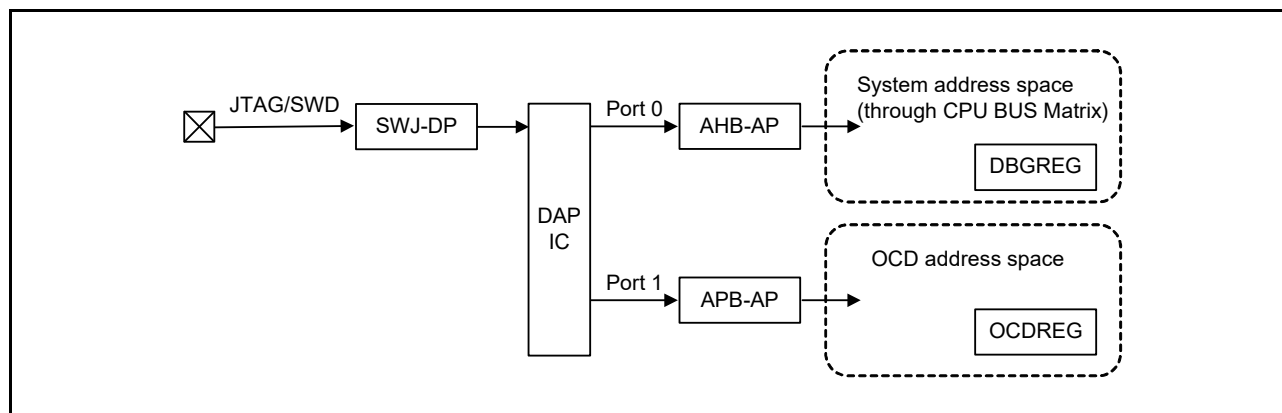 JTAG/SWD
SWJ-DP
DAP
IC
Port 0
AHB-AP
System address space
(through CPU BUS Matrix)
DBGREG
Port 1
APB-AP
OCD address space
OCDREG